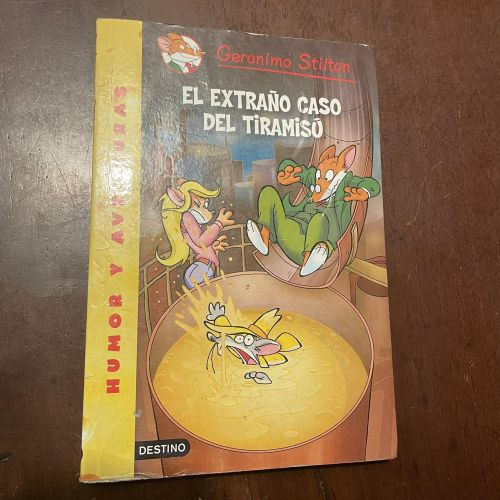 Geronimo Stilton
EL EXTRAÑO CASO
DEL TIRAMISÚ
HUMOR Y AVENTURAS
DESTINO